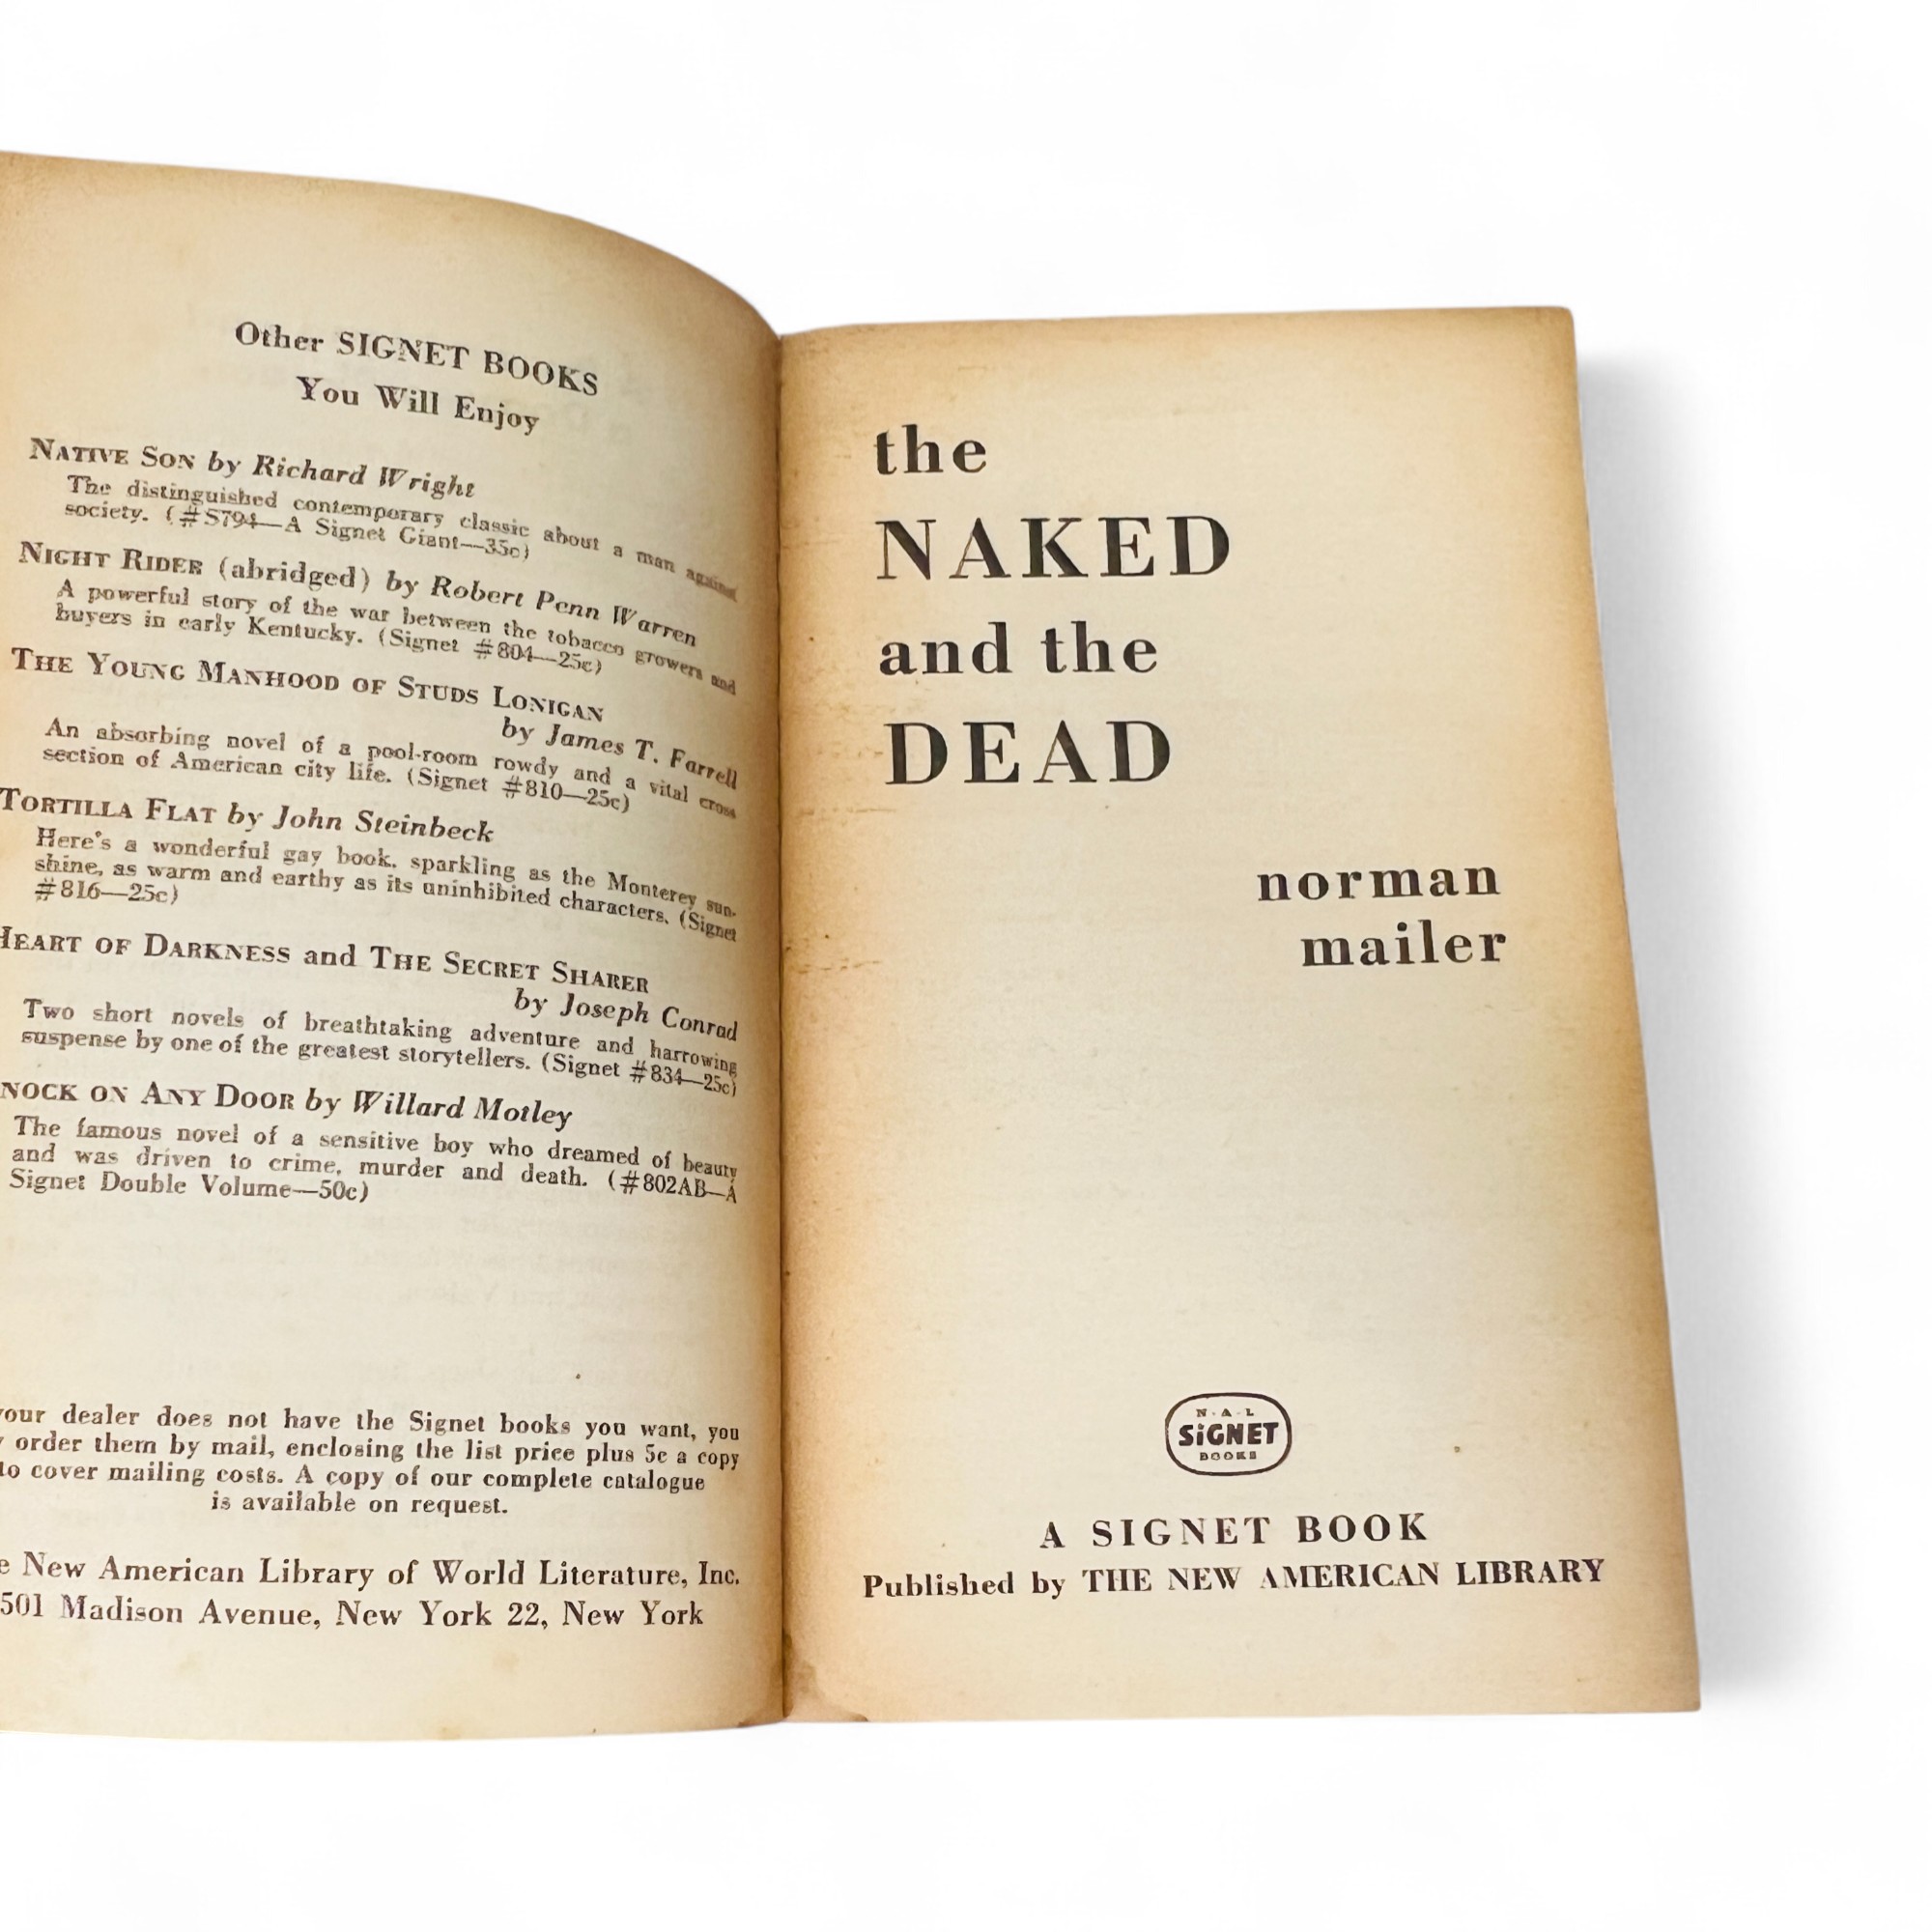 Other SIGNET BOOKS
You Will Enjoy
NATIVE SON by Richard Wright
The distinguished contemporary classic about a man against
society. (#S794—A Signet Giant—35c)
NIGHT RIDER (abridged) by Robert Penn Warren
A powerful story of the war between the tobacco growers and
buyers in early Kentucky. (Signet #804—25c)
THE YOUNG MANHOOD OF STUDS LONIGAN
by James T. Farrell
An absorbing novel of a pool-room rowdy and a vital cross
section of American city life. (Signet #810—25c)
TORTILLA FLAT by John Steinbeck
Here's a wonderful gay book, sparkling as the Monterey sun-
shine, as warm and earthy as its uninhibited characters. (Signet
#816—25c)
HEART OF DARKNESS and THE SECRET SHARER
by Joseph Conrad
Two short novels of breathtaking adventure and harrowing
suspense by one of the greatest storytellers. (Signet #834—25c)
NOCK ON ANY DOOR by Willard Motley
The famous novel of a sensitive boy who dreamed of beauty
and was driven to crime, murder and death. (#802AB—A
Signet Double Volume—50c)
your dealer does not have the Signet books you want, you
y order them by mail, enclosing the list price plus 5c a copy
to cover mailing costs. A copy of our complete catalogue
is available on request.
e New American Library of World Literature, Inc.
501 Madison Avenue, New York 22, New York
the
NAKED
and the
DEAD
norman
mailer
N·A·L
SiGNET
BOOKS
A SIGNET BOOK
Published by THE NEW AMERICAN LIBRARY